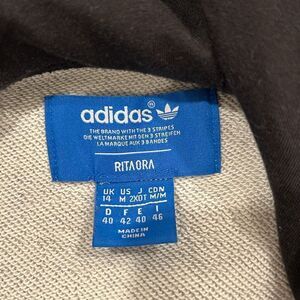 adidas®
THE BRAND WITH THE 3 STRIPES
DIE WELTMARKE MIT DEN 3 STREIFEN
LA MARQUE AUX 3 BANDES
RITA ORA
UK US J CDN
14 M 2XOT M/M
D F E I
40 42 40 46
MADE IN
CHINA